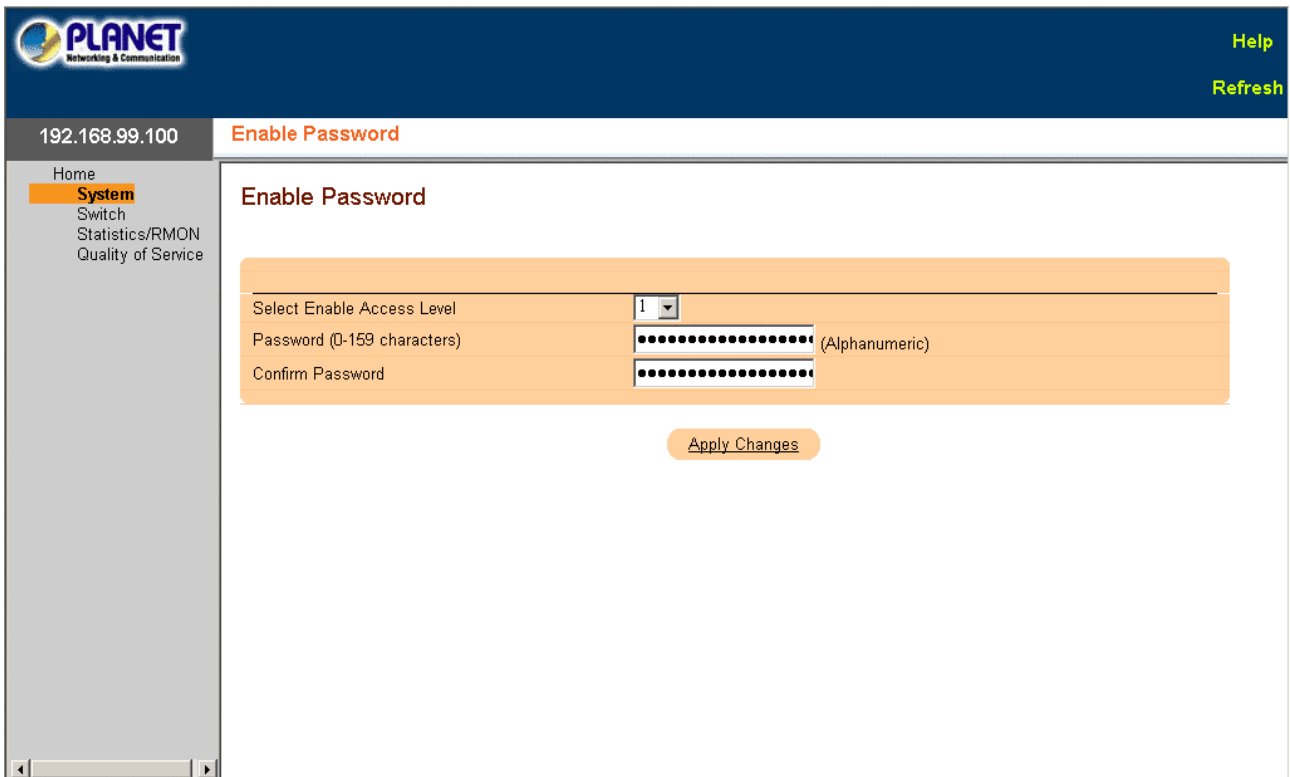 PLANET
Networking & Communication
Help
Refresh
192.168.99.100
Enable Password
Home
System
Switch
Statistics/RMON
Quality of Service
Enable Password
Select Enable Access Level 1
Password (0-159 characters) (Alphanumeric)
Confirm Password
Apply Changes